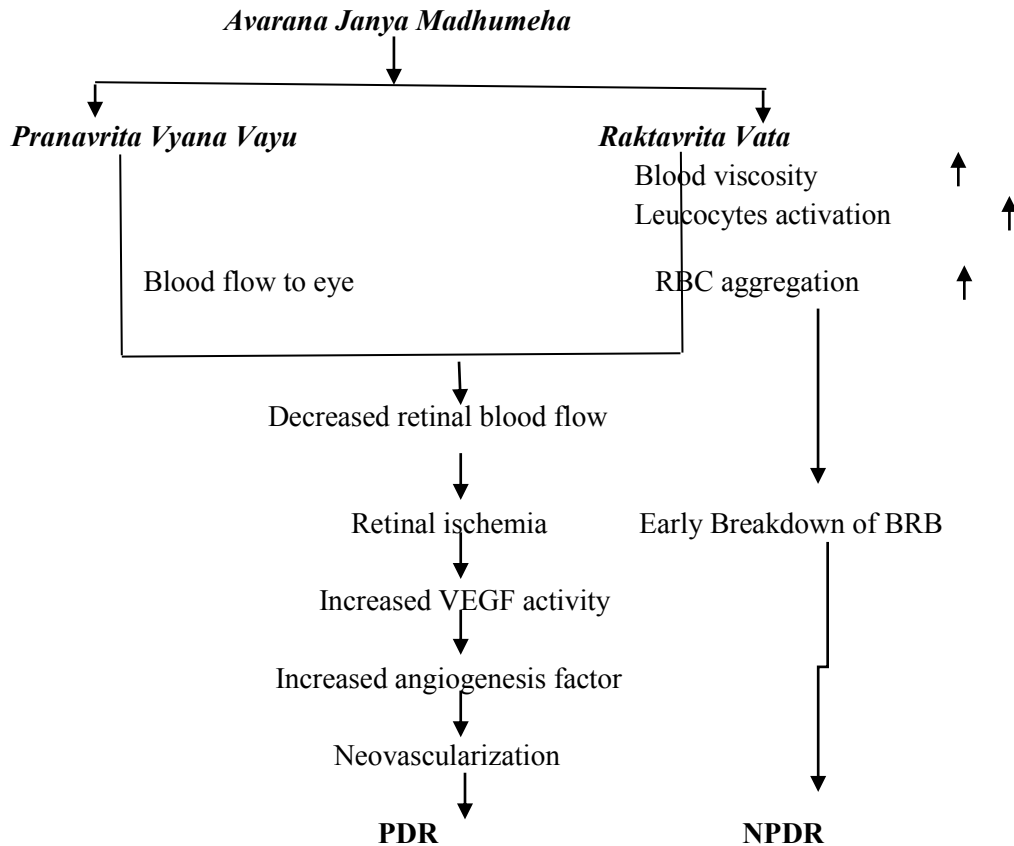 Avarana Janya Madhumeha
Pranavrita Vyana Vayu
Raktavrita Vata
Blood viscosity
Leucocytes activation
Blood flow to eye
RBC aggregation
Decreased retinal blood flow
Retinal ischemia
Early Breakdown of BRB
Increased VEGF activity
Increased angiogenesis factor
Neovascularization
PDR
NPDR